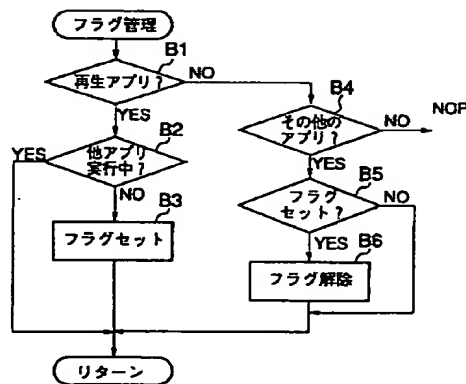 フラグ管理
B1
再生アプリ?
NO
YES
B2
YES
他アプリ
実行中?
NO
B3
フラグセット
B4
その他の
アプリ?
NO
NOP
YES
B5
フラグ
セット?
NO
YES
B6
フラグ解除
リターン